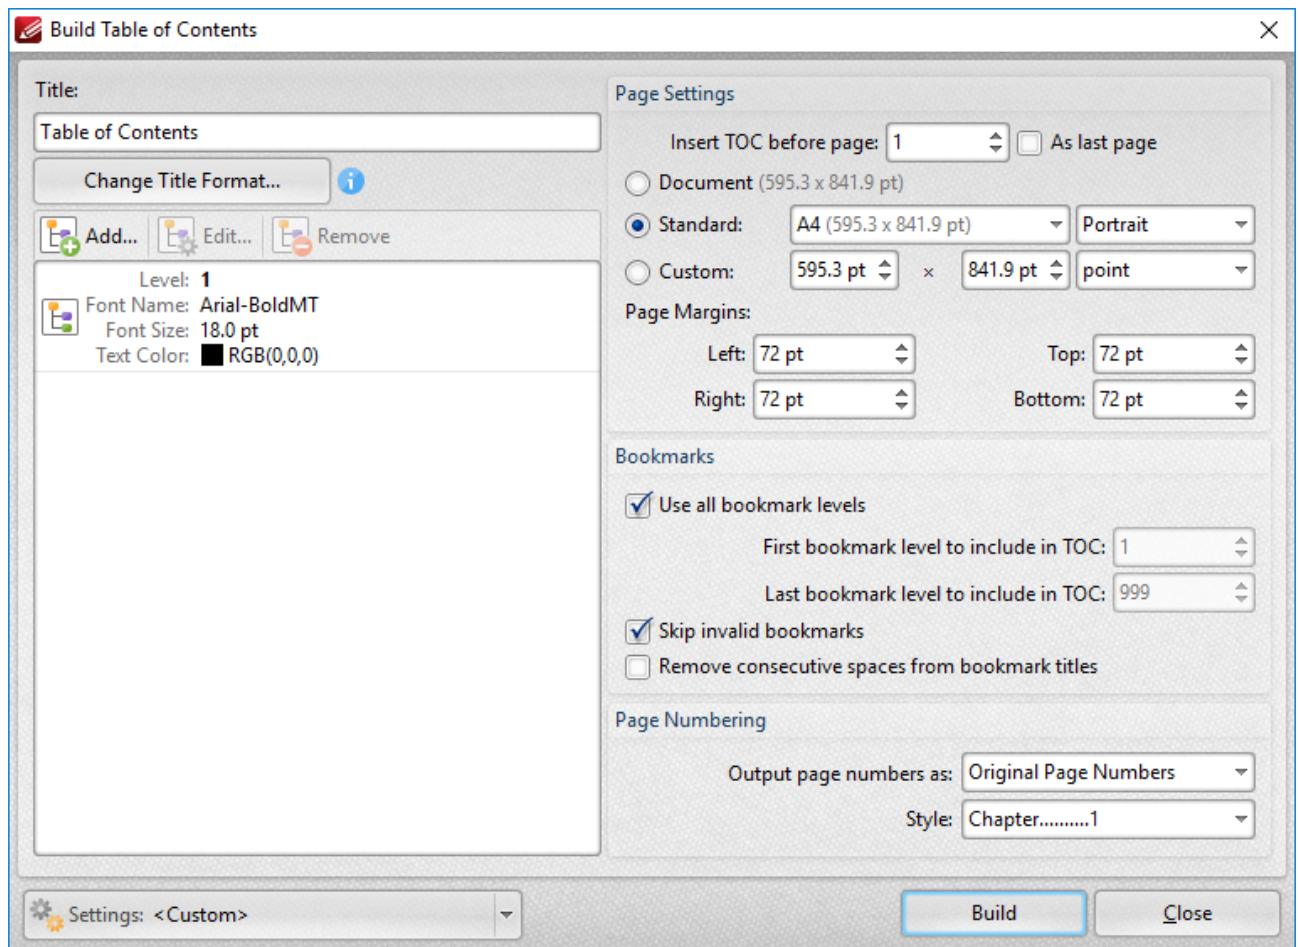 Build Table of Contents
Title:
Table of Contents
Change Title Format...
Add... Edit... Remove
Level: 1
Font Name: Arial-BoldMT
Font Size: 18.0 pt
Text Color: RGB(0,0,0)
Page Settings
Insert TOC before page: 1 As last page
Document (595.3 x 841.9 pt)
Standard: A4 (595.3 x 841.9 pt) Portrait
Custom: 595.3 pt × 841.9 pt point
Page Margins:
Left: 72 pt Top: 72 pt
Right: 72 pt Bottom: 72 pt
Bookmarks
Use all bookmark levels
First bookmark level to include in TOC: 1
Last bookmark level to include in TOC: 999
Skip invalid bookmarks
Remove consecutive spaces from bookmark titles
Page Numbering
Output page numbers as: Original Page Numbers
Style: Chapter..........1
Settings: <Custom> Build Close